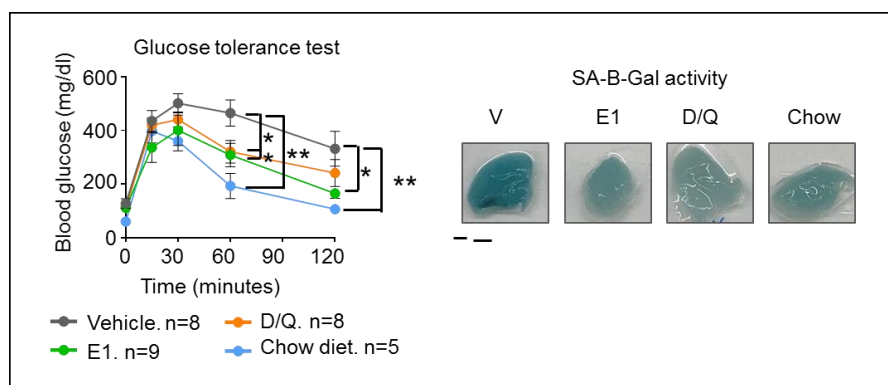 Glucose tolerance test
Blood glucose (mg/dl)
600
400
200
0
0 30 60 90 120
Time (minutes)
*
*
**
*
**
Vehicle. n=8
D/Q. n=8
E1. n=9
Chow diet. n=5
SA-B-Gal activity
V E1 D/Q Chow